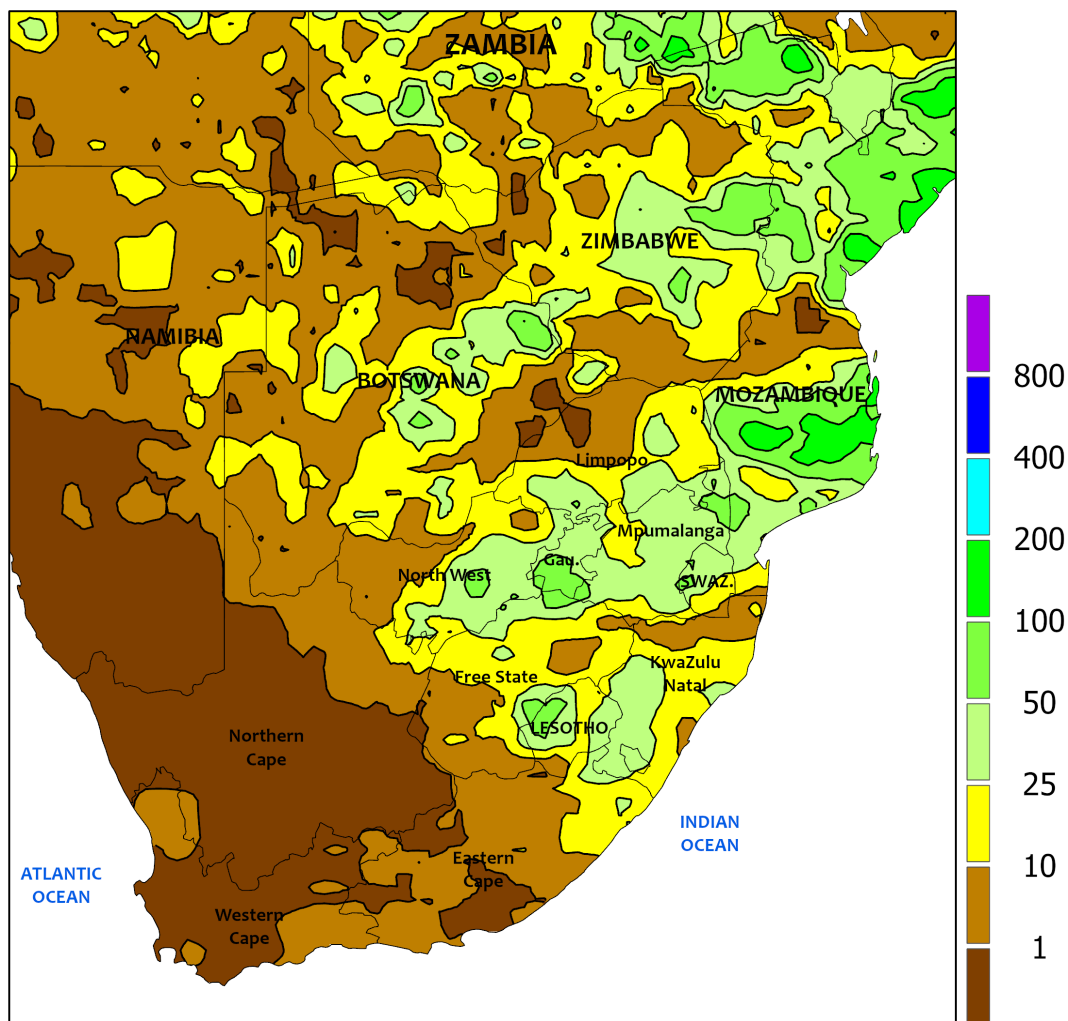 ZAMBIA
ZIMBABWE
NAMIBIA
BOTSWANA
MOZAMBIQUE
Limpopo
Mpumalanga
Gau.
North West
SWAZ.
KwaZulu
Natal
Free State
LESOTHO
Northern
Cape
INDIAN
OCEAN
Eastern
Cape
ATLANTIC
OCEAN
Western
Cape
800
400
200
100
50
25
10
1